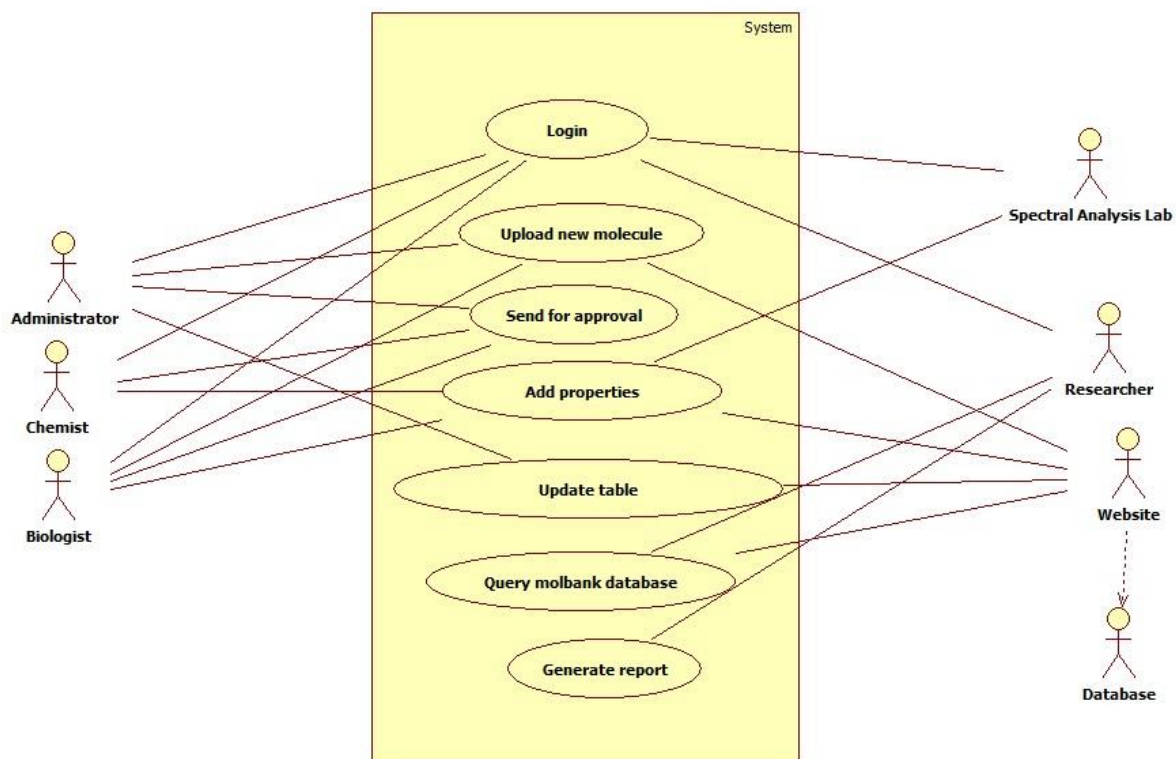 System
Login
Upload new molecule
Send for approval
Add properties
Update table
Query molbank database
Generate report
Administrator
Chemist
Biologist
Spectral Analysis Lab
Researcher
Website
Database